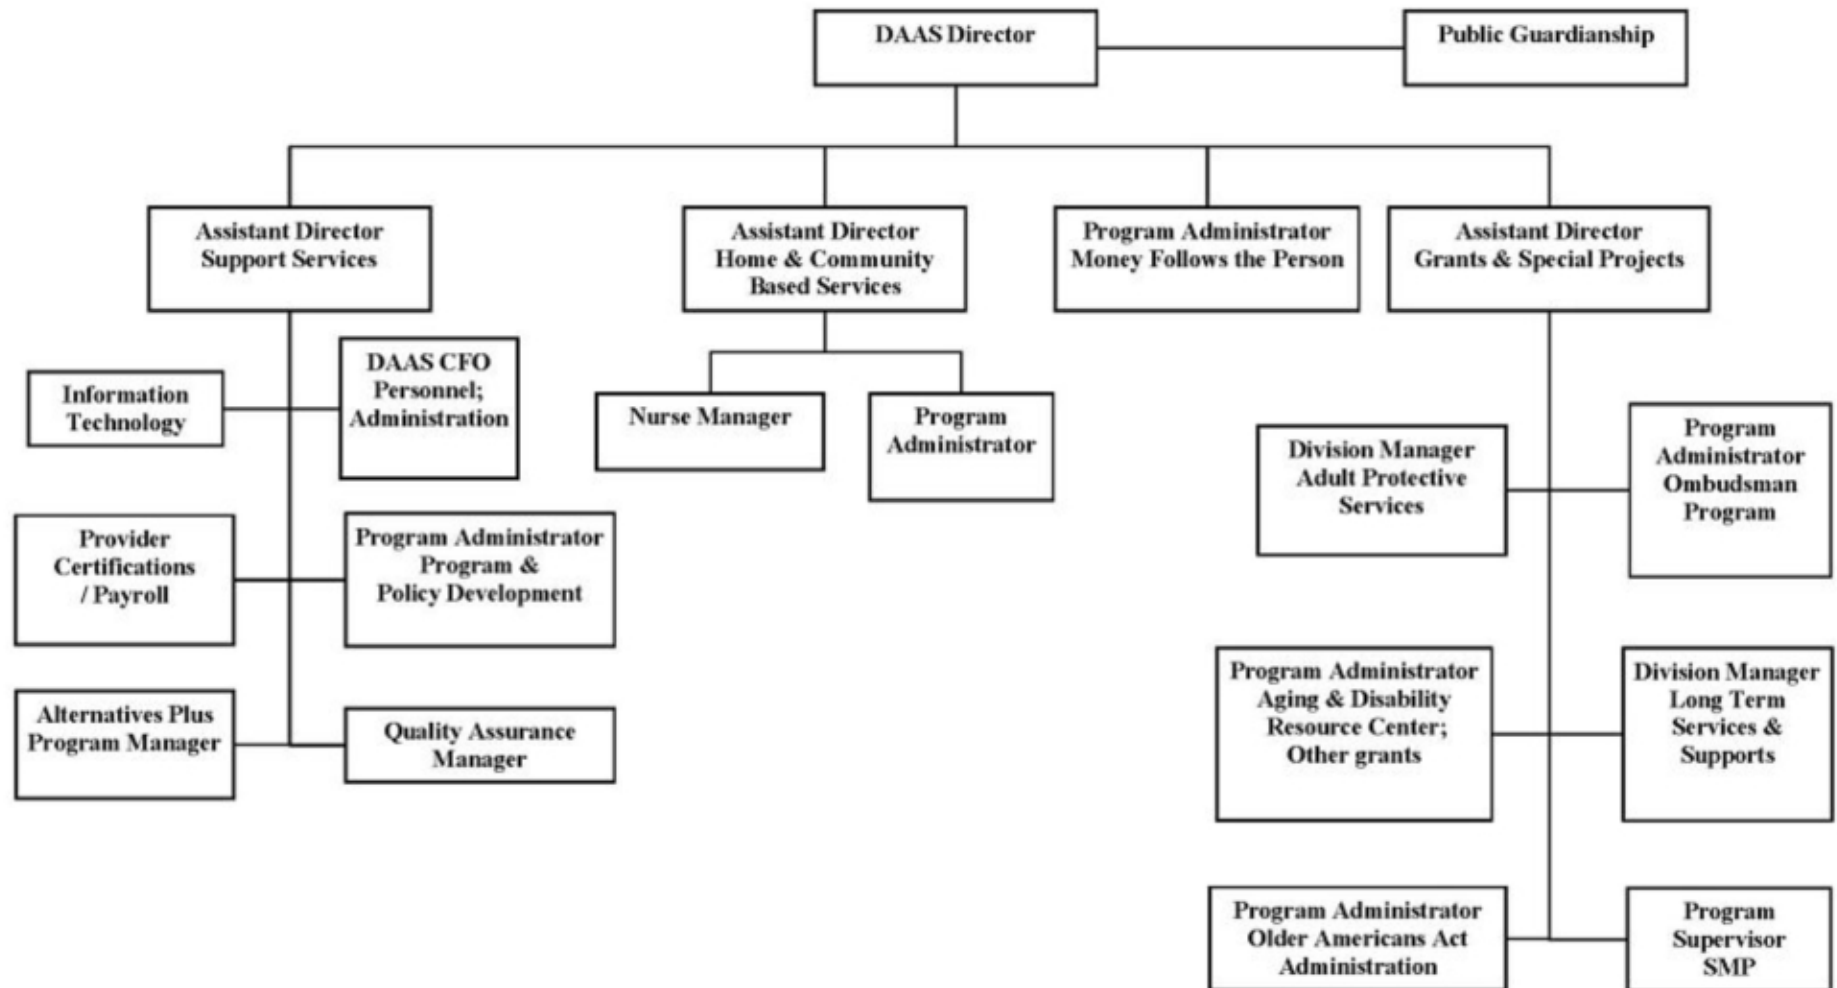 DAAS Director
Public Guardianship
Assistant Director
Support Services
Assistant Director
Home & Community
Based Services
Program Administrator
Money Follows the Person
Assistant Director
Grants & Special Projects
Information
Technology
DAAS CFO
Personnel;
Administration
Provider
Certifications
/ Payroll
Program Administrator
Program &
Policy Development
Alternatives Plus
Program Manager
Quality Assurance
Manager
Nurse Manager
Program
Administrator
Division Manager
Adult Protective
Services
Program
Administrator
Ombudsman
Program
Program Administrator
Aging & Disability
Resource Center;
Other grants
Division Manager
Long Term
Services &
Supports
Program Administrator
Older Americans Act
Administration
Program
Supervisor
SMP